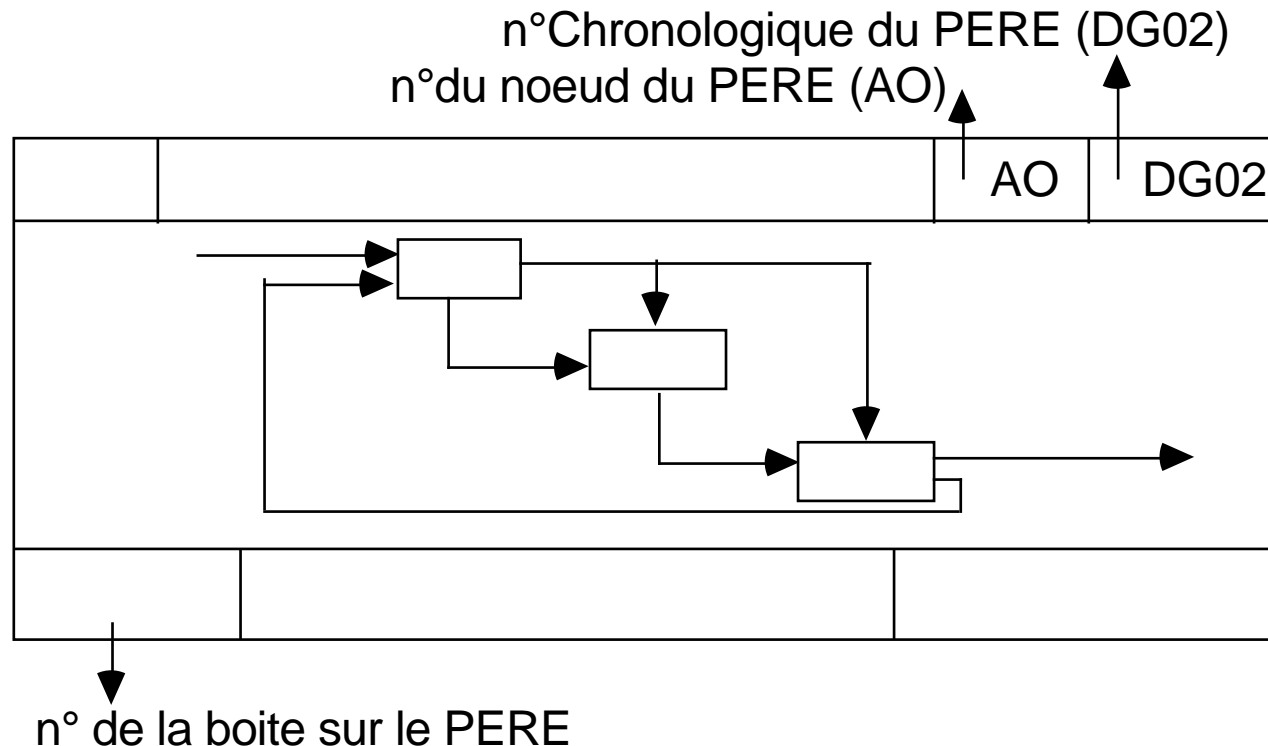 n°Chronologique du PERE (DG02)
n°du noeud du PERE (AO)
AO DG02
n° de la boite sur le PERE